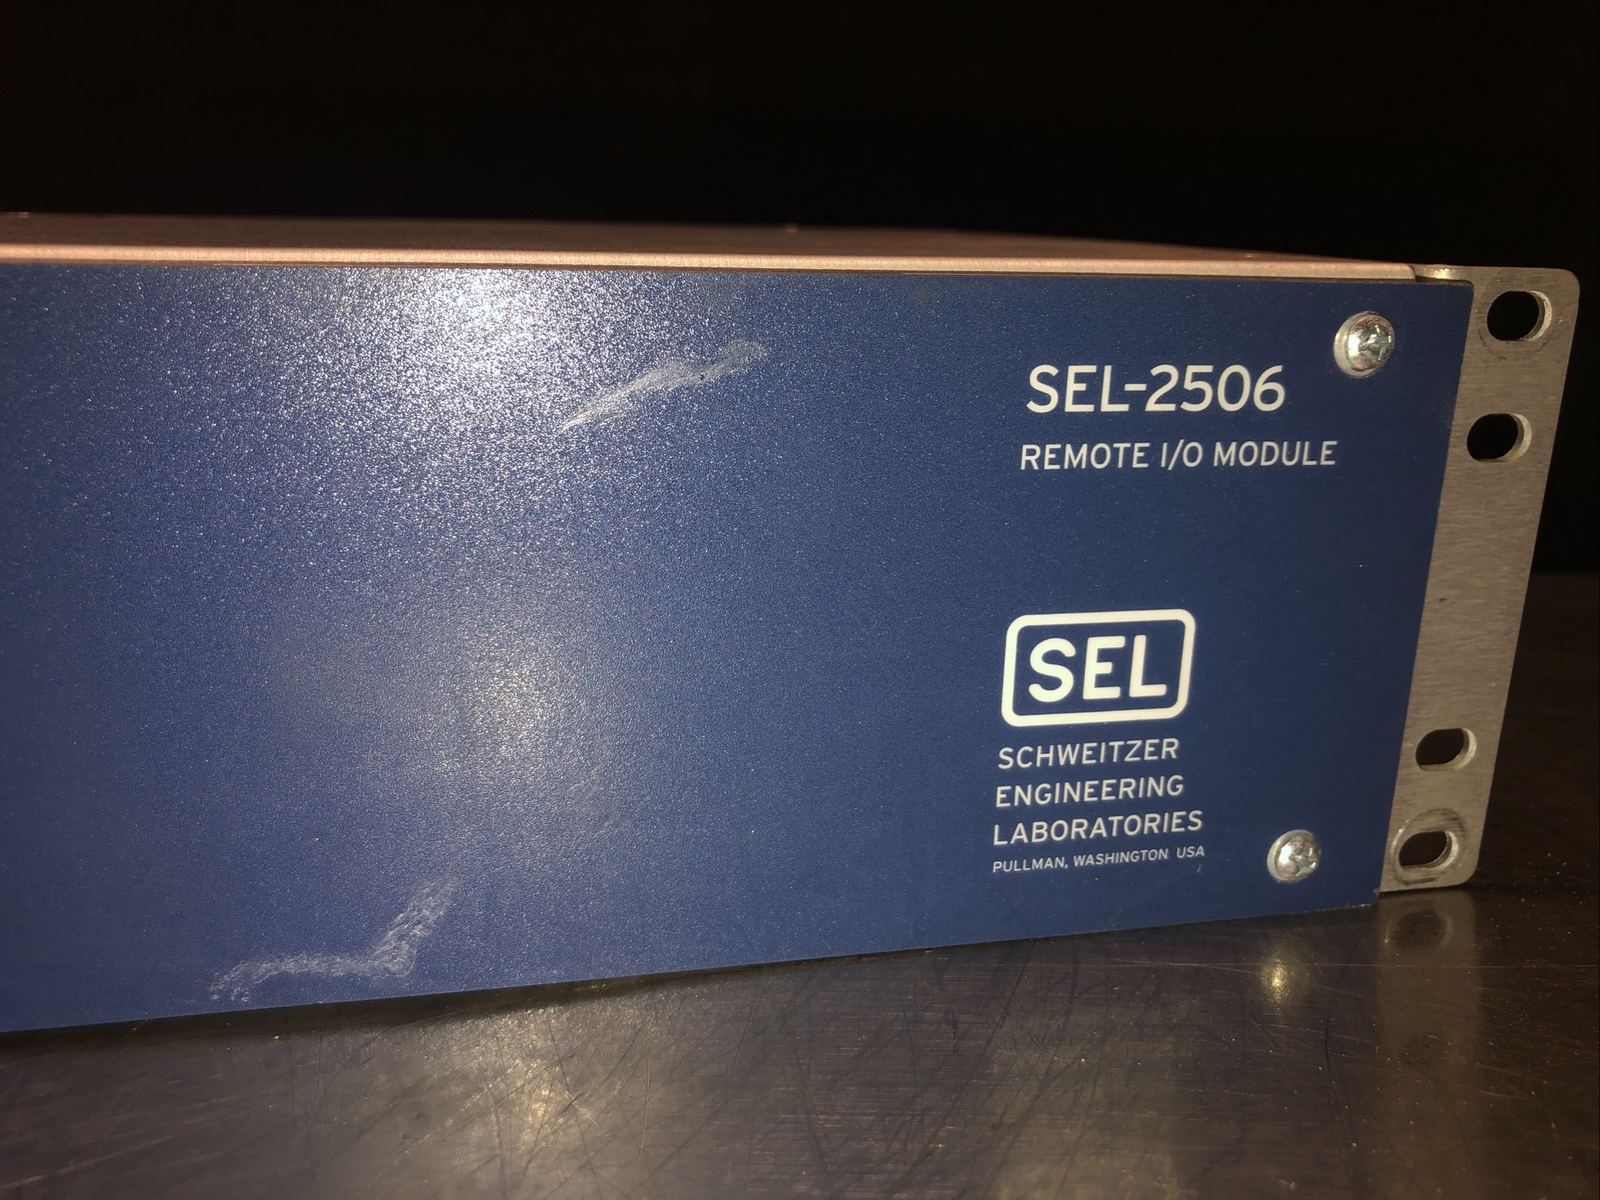 SEL-2506
REMOTE I/O MODULE
SEL
SCHWEITZER
ENGINEERING
LABORATORIES
PULLMAN, WASHINGTON USA